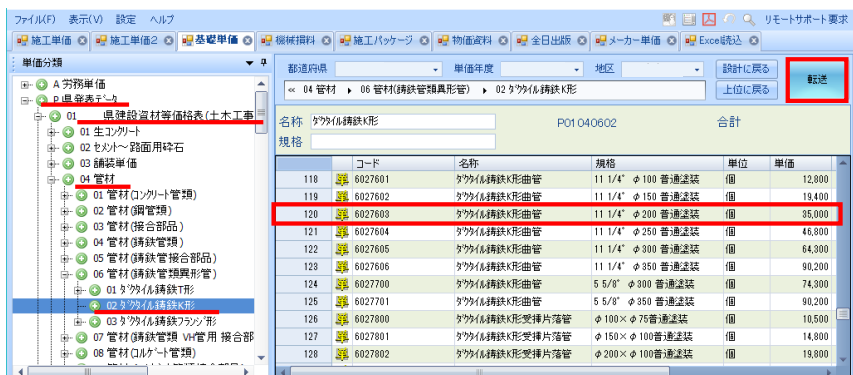 ファイル(F) 表示(V) 設定 ヘルプ リモートサポート要求
施工単価 施工単価2 基礎単価 機械損料 施工パッケージ 物価資料 全日出版 メーカー単価 Excel読込
単価分類
A 労務単価
P 県発表データ
01 県建設資材等価格表(土木工事
01 生コンクリート
02 セメント～路面用砕石
03 舗装単価
04 管材
01 管材(コンクリート管類)
02 管材(鋼管類)
03 管材(接合部品)
04 管材(鋳鉄管類)
05 管材(鋳鉄管接合部品)
06 管材(鋳鉄管類異形管)
01 ダクタイル鋳鉄T形
02 ダクタイル鋳鉄K形
03 ダクタイル鋳鉄フランジ形
07 管材(鋳鉄管類 VH管用 接合部
08 管材(コルゲート管類)
都道府県 単価年度 地区 設計に戻る 転送
≪ 04 管材 ▸ 06 管材(鋳鉄管類異形管) ▸ 02 ダクタイル鋳鉄K形 上位に戻る
名称 ダクタイル鋳鉄K形 P01 040602 合計
規格
コード 名称 規格 単位 単価
118 単 6027601 ダクタイル鋳鉄K形曲管 11 1/4° φ100 普通塗装 個 12,800
119 単 6027602 ダクタイル鋳鉄K形曲管 11 1/4° φ150 普通塗装 個 19,400
120 単 6027603 ダクタイル鋳鉄K形曲管 11 1/4° φ200 普通塗装 個 35,000
121 単 6027604 ダクタイル鋳鉄K形曲管 11 1/4° φ250 普通塗装 個 46,800
122 単 6027605 ダクタイル鋳鉄K形曲管 11 1/4° φ300 普通塗装 個 64,300
123 単 6027606 ダクタイル鋳鉄K形曲管 11 1/4° φ350 普通塗装 個 90,200
124 単 6027700 ダクタイル鋳鉄K形曲管 5 5/8° φ300 普通塗装 個 74,300
125 単 6027701 ダクタイル鋳鉄K形曲管 5 5/8° φ350 普通塗装 個 90,200
126 単 6027800 ダクタイル鋳鉄K形受挿片落管 φ100×φ75普通塗装 個 10,500
127 単 6027801 ダクタイル鋳鉄K形受挿片落管 φ150×φ100普通塗装 個 14,800
128 単 6027802 ダクタイル鋳鉄K形受挿片落管 φ200×φ100普通塗装 個 19,800